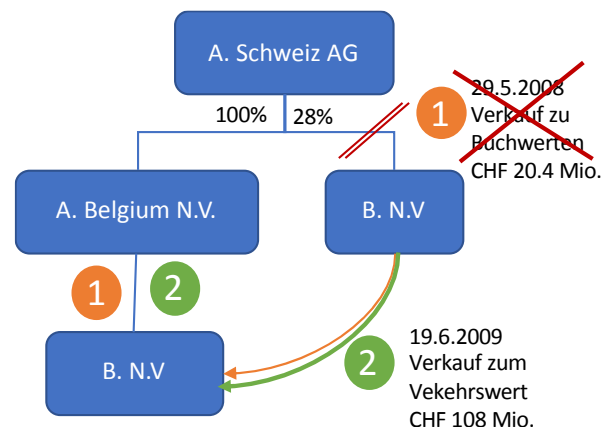 A. Schweiz AG
100%
28%
1
29.5.2008
Verkauf zu
Buchwerten
CHF 20.4 Mio.
A. Belgium N.V.
B. N.V
1
2
B. N.V
2
19.6.2009
Verkauf zum
Vekehrswert
CHF 108 Mio.